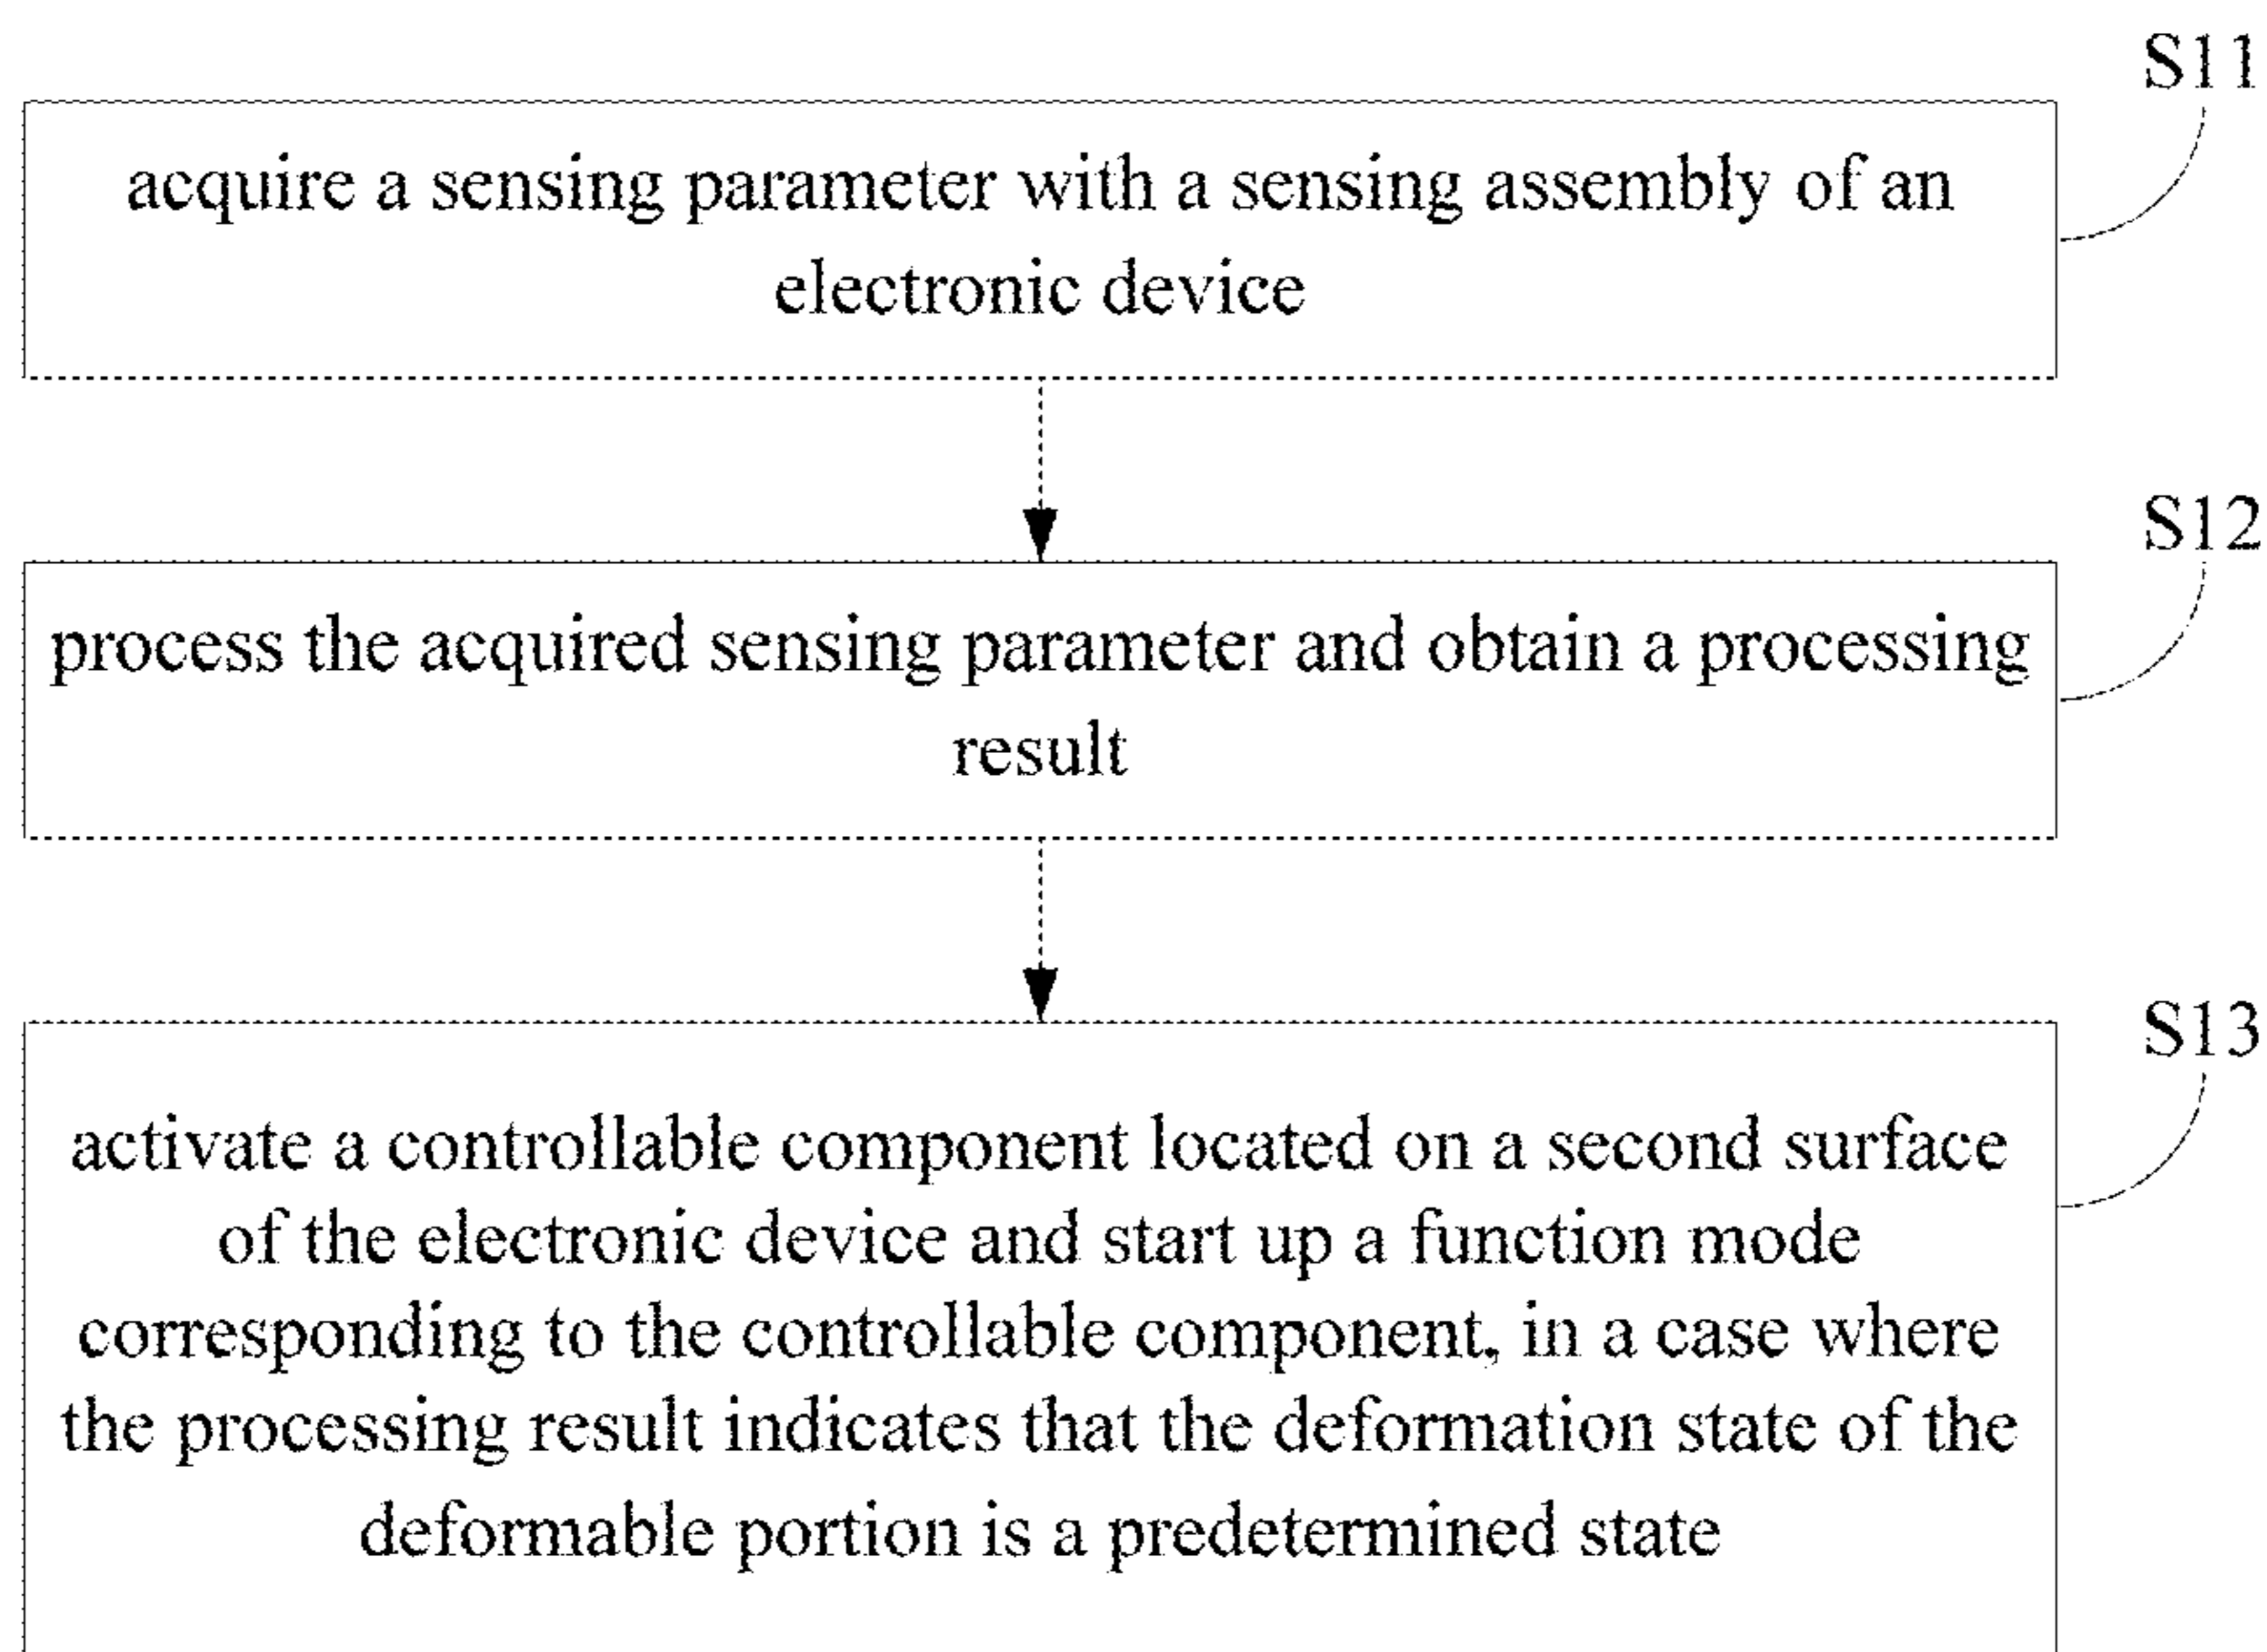 S11
acquire a sensing parameter with a sensing assembly of an
electronic device
S12
process the acquired sensing parameter and obtain a processing
result
S13
activate a controllable component located on a second surface
of the electronic device and start up a function mode
corresponding to the controllable component, in a case where
the processing result indicates that the deformation state of the
deformable portion is a predetermined state